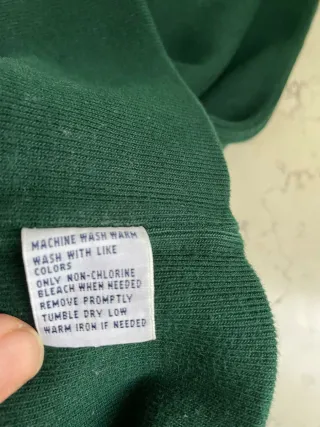 MACHINE WASH WARM
WASH WITH LIKE
COLORS
ONLY NON-CHLORINE
BLEACH WHEN NEEDED
REMOVE PROMPTLY
TUMBLE DRY LOW
WARM IRON IF NEEDED